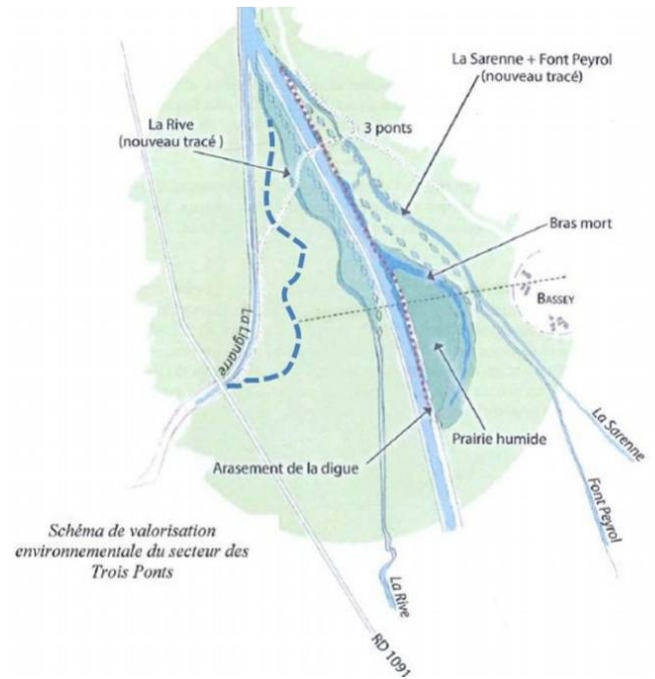 La Sarenne + Font Peyrol
(nouveau tracé)
La Rive
(nouveau tracé )
3 ponts
Bras mort
BASSEY
La Lignarre
Prairie humide
La Sarenne
Arasement de la digue
Font Peyrol
Schéma de valorisation
environnementale du secteur des
Trois Ponts
La Rive
RD 1091